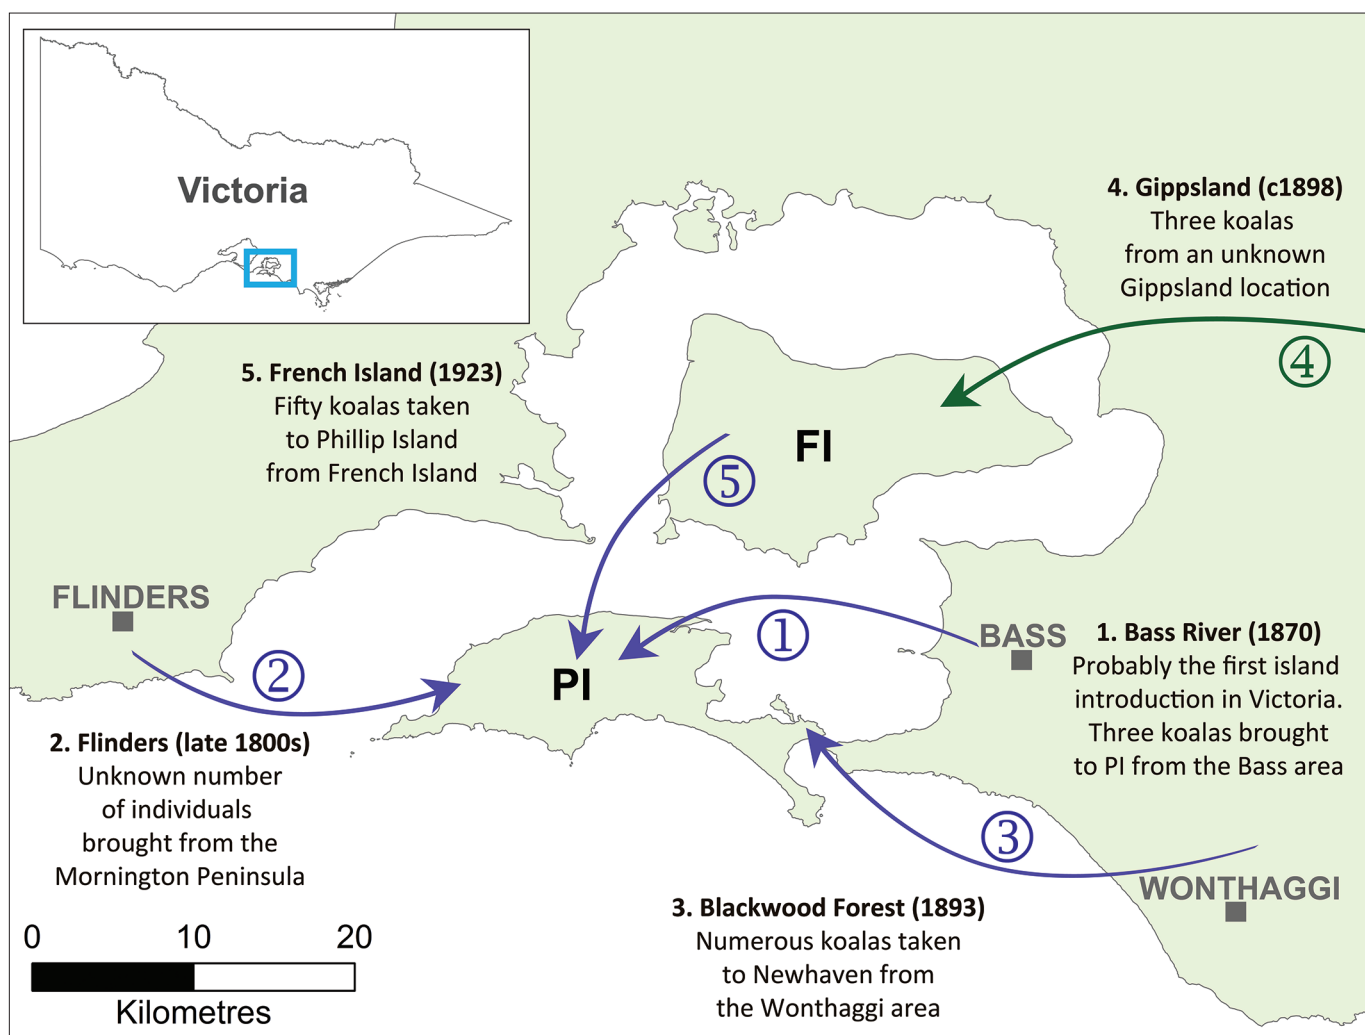 Victoria
4. Gippsland (c1898)
Three koalas
from an unknown
Gippsland location
④
5. French Island (1923)
Fifty koalas taken
to Phillip Island
from French Island
FI
⑤
FLINDERS
①
BASS
1. Bass River (1870)
Probably the first island
introduction in Victoria.
Three koalas brought
to PI from the Bass area
②
PI
2. Flinders (late 1800s)
Unknown number
of individuals
brought from the
Mornington Peninsula
③
WONTHAGGI
3. Blackwood Forest (1893)
Numerous koalas taken
to Newhaven from
the Wonthaggi area
0 10 20
Kilometres